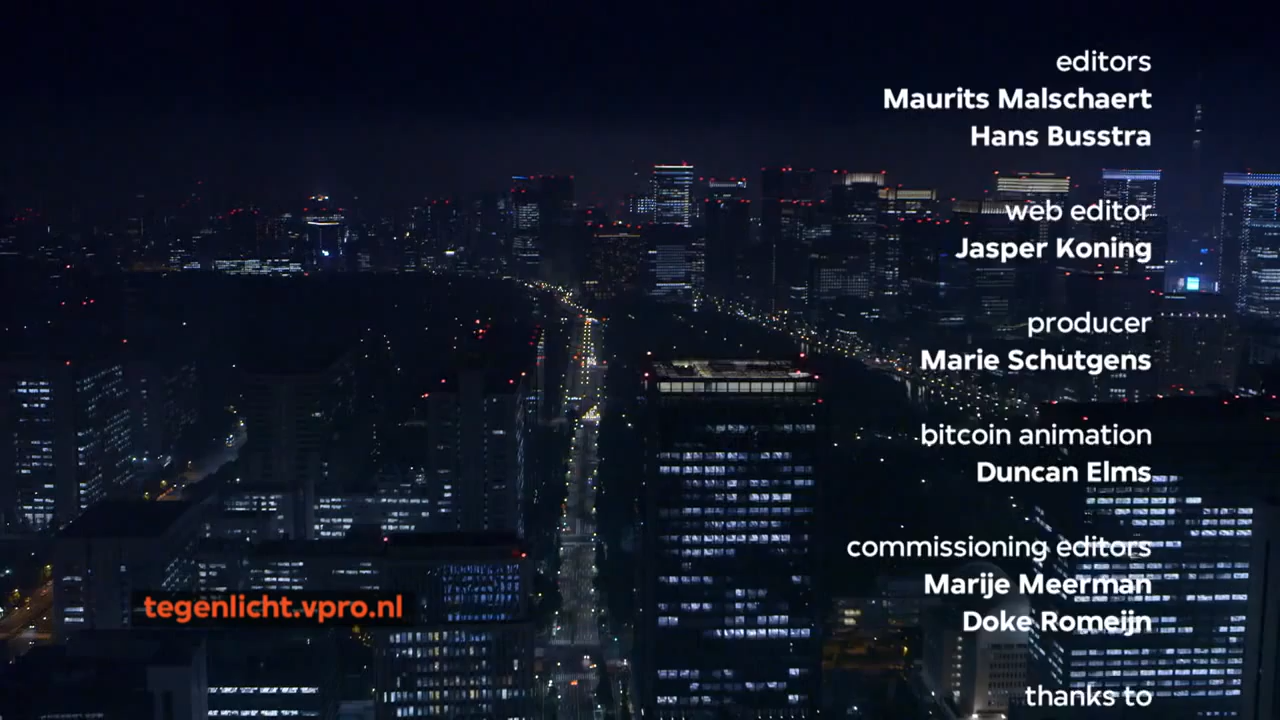 editors
Maurits Malschaert
Hans Busstra
web editor
Jasper Koning
producer
Marie Schutgens
bitcoin animation
Duncan Elms
commissioning editors
Marije Meerman
Doke Romeijn
tegenlicht.vpro.nl
thanks to